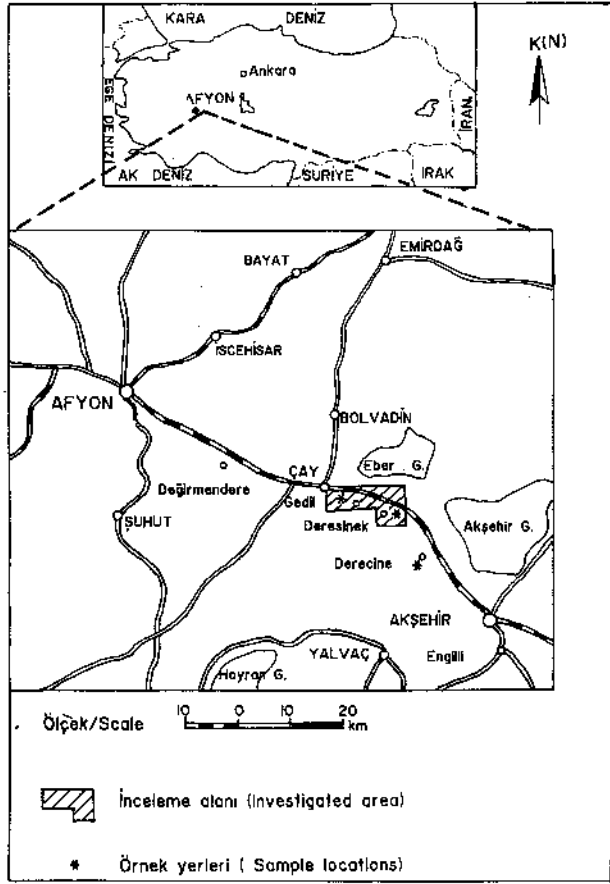 KARA DENİZ
K(N)
Ankara
AFYON
EGE DENİZİ
İRAN
AK DENİZ
SURİYE
IRAK
EMİRDAĞ
BAYAT
İSCEHİSAR
AFYON
BOLVADİN
ÇAY
Eber G.
Değirmendere
Gedil
ŞUHUT
Deresinek
Akşehir G.
Derecine
AKŞEHİR
YALVAÇ
Engilli
Hoyran G.
Ölçek/Scale
10 0 10 20
km
İnceleme alanı (Investigated area)
* Örnek yerleri ( Sample locations)